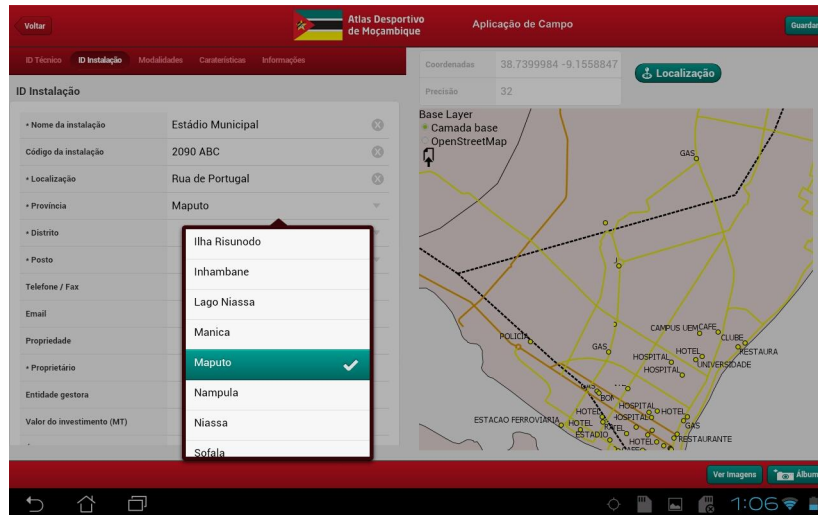 Voltar
Atlas Desportivo
de Moçambique
Aplicação de Campo
Guardar
ID Técnico
ID Instalação
Modalidades
Caraterísticas
Informações
ID Instalação
• Nome da instalação
Estádio Municipal
Código da instalação
2090 ABC
• Localização
Rua de Portugal
• Província
Maputo
• Distrito
• Posto
Telefone / Fax
Email
Propriedade
• Proprietário
Entidade gestora
Valor do investimento (MT)
Ilha Risunodo
Inhambane
Lago Niassa
Manica
Maputo
Nampula
Niassa
Sofala
Coordenadas
38.7399984 -9.1558847
Localização
Precisão
32
Base Layer
Camada base
OpenStreetMap
GAS
CAMPUS UEM
CAFE
CLUBE
POLICIA
GAS
HOTEL
RESTAURA
HOSPITAL
UNIVERSIDADE
HOSPITAL
HOSPITAL
HOTEL
HOTEL
HOSPITAL
ESTACAO FERROVIARIA
HOTEL
GAS
ESTADIO
HOTEL
RESTAURANTE
Ver Imagens
Álbum
1:06